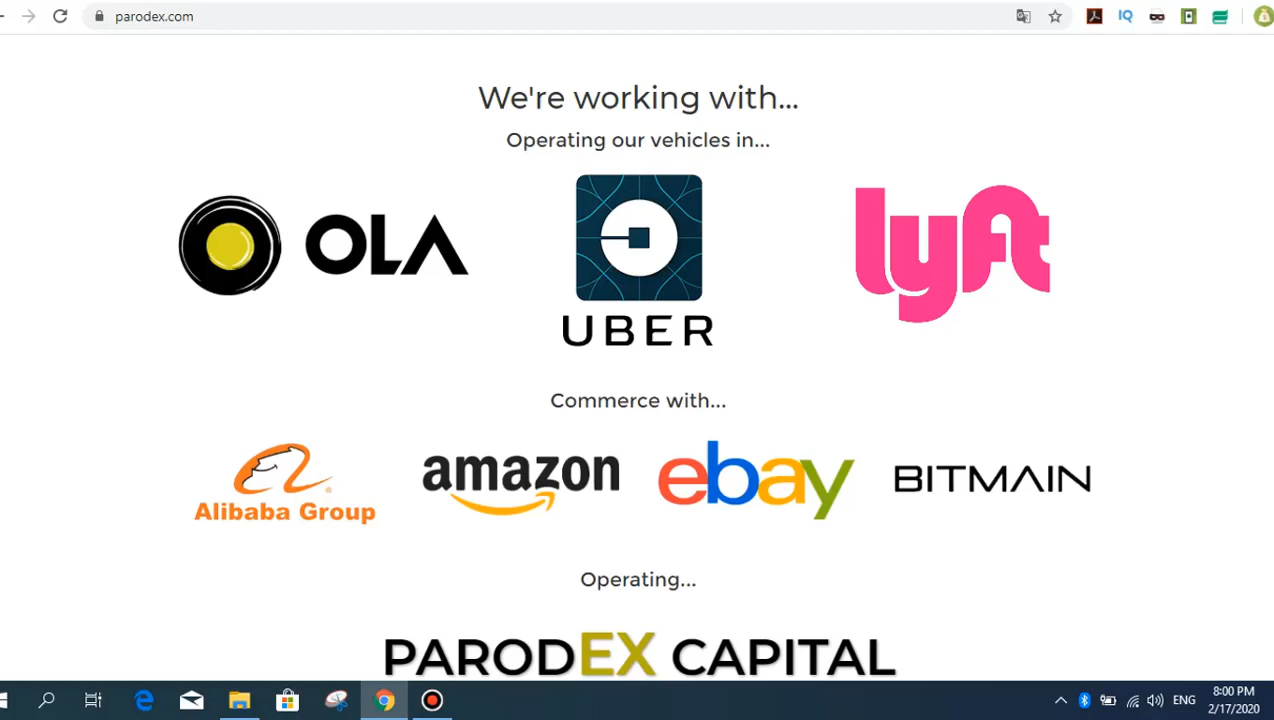 parodex.com
IQ
We're working with...
Operating our vehicles in...
OLA
UBER
lyft
Commerce with...
Alibaba Group
amazon
ebay
BITMAIN
Operating...
PARODEX CAPITAL
ENG
8:00 PM
2/17/2020